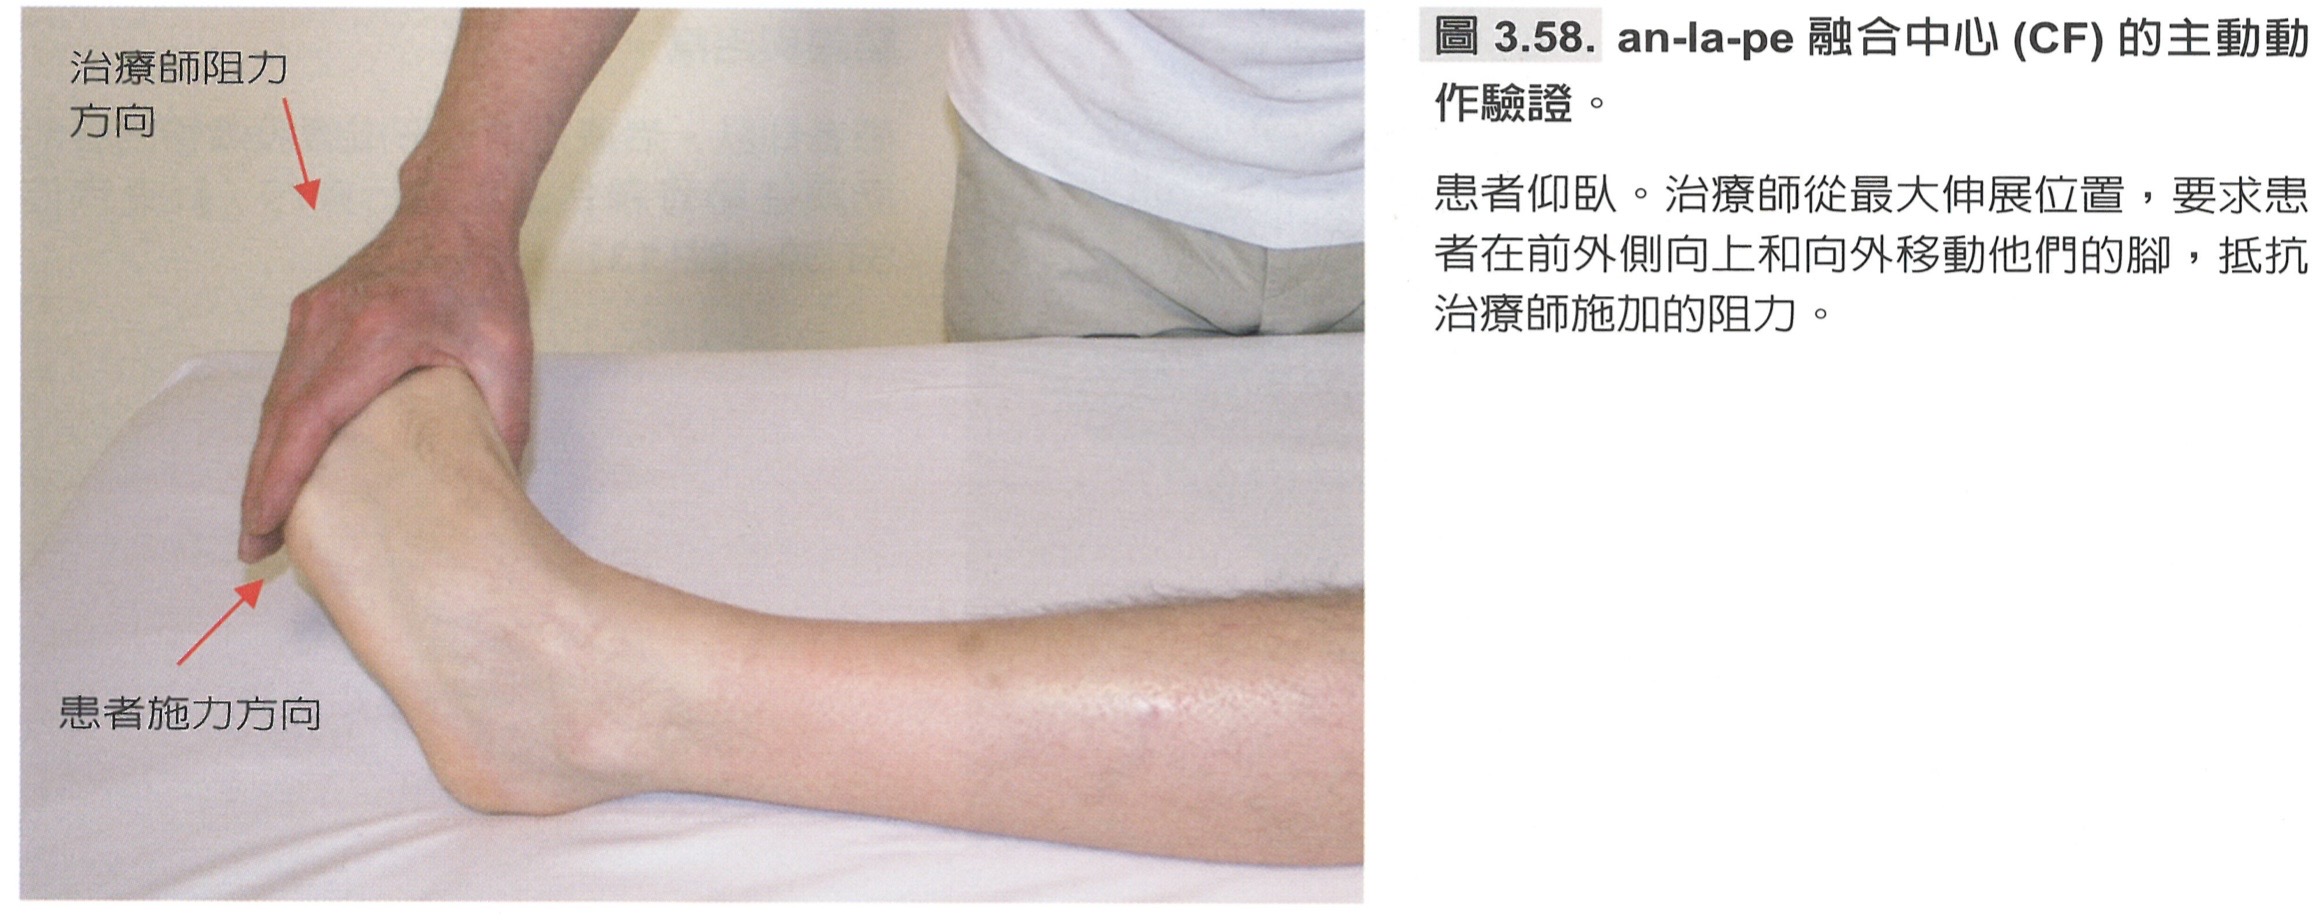 治療師阻力
方向
患者施力方向
圖 3.58. an-la-pe 融合中心 (CF) 的主動動
作驗證。
患者仰臥。治療師從最大伸展位置，要求患
者在前外側向上和向外移動他們的腳，抵抗
治療師施加的阻力。